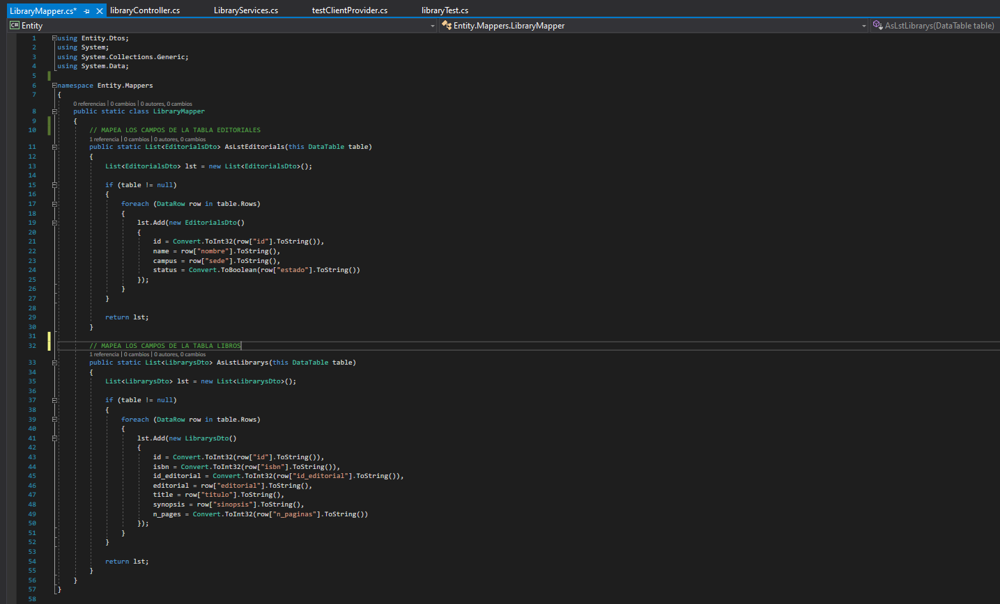 LibraryMapper.cs* libraryController.cs LibraryServices.cs testClientProvider.cs libraryTest.cs
C# Entity Entity.Mappers.LibraryMapper AsLstLibrarys(DataTable table)
1 using Entity.Dtos;
2 using System;
3 using System.Collections.Generic;
4 using System.Data;
5
6 namespace Entity.Mappers
7 {
0 referencias | 0 cambios | 0 autores, 0 cambios
8 public static class LibraryMapper
9 {
10 // MAPEA LOS CAMPOS DE LA TABLA EDITORIALES
1 referencia | 0 cambios | 0 autores, 0 cambios
11 public static List<EditorialsDto> AsLstEditorials(this DataTable table)
12 {
13 List<EditorialsDto> lst = new List<EditorialsDto>();
14
15 if (table != null)
16 {
17 foreach (DataRow row in table.Rows)
18 {
19 lst.Add(new EditorialsDto()
20 {
21 id = Convert.ToInt32(row["id"].ToString()),
22 name = row["nombre"].ToString(),
23 campus = row["sede"].ToString(),
24 status = Convert.ToBoolean(row["estado"].ToString())
25 });
26 }
27 }
28
29 return lst;
30 }
31
32 // MAPEA LOS CAMPOS DE LA TABLA LIBROS
1 referencia | 0 cambios | 0 autores, 0 cambios
33 public static List<LibrarysDto> AsLstLibrarys(this DataTable table)
34 {
35 List<LibrarysDto> lst = new List<LibrarysDto>();
36
37 if (table != null)
38 {
39 foreach (DataRow row in table.Rows)
40 {
41 lst.Add(new LibrarysDto()
42 {
43 id = Convert.ToInt32(row["id"].ToString()),
44 isbn = Convert.ToInt32(row["isbn"].ToString()),
45 id_editorial = Convert.ToInt32(row["id_editorial"].ToString()),
46 editorial = row["editorial"].ToString(),
47 title = row["titulo"].ToString(),
48 synopsis = row["sinopsis"].ToString(),
49 n_pages = Convert.ToInt32(row["n_paginas"].ToString())
50 });
51 }
52 }
53
54 return lst;
55 }
56 }
57 }
58